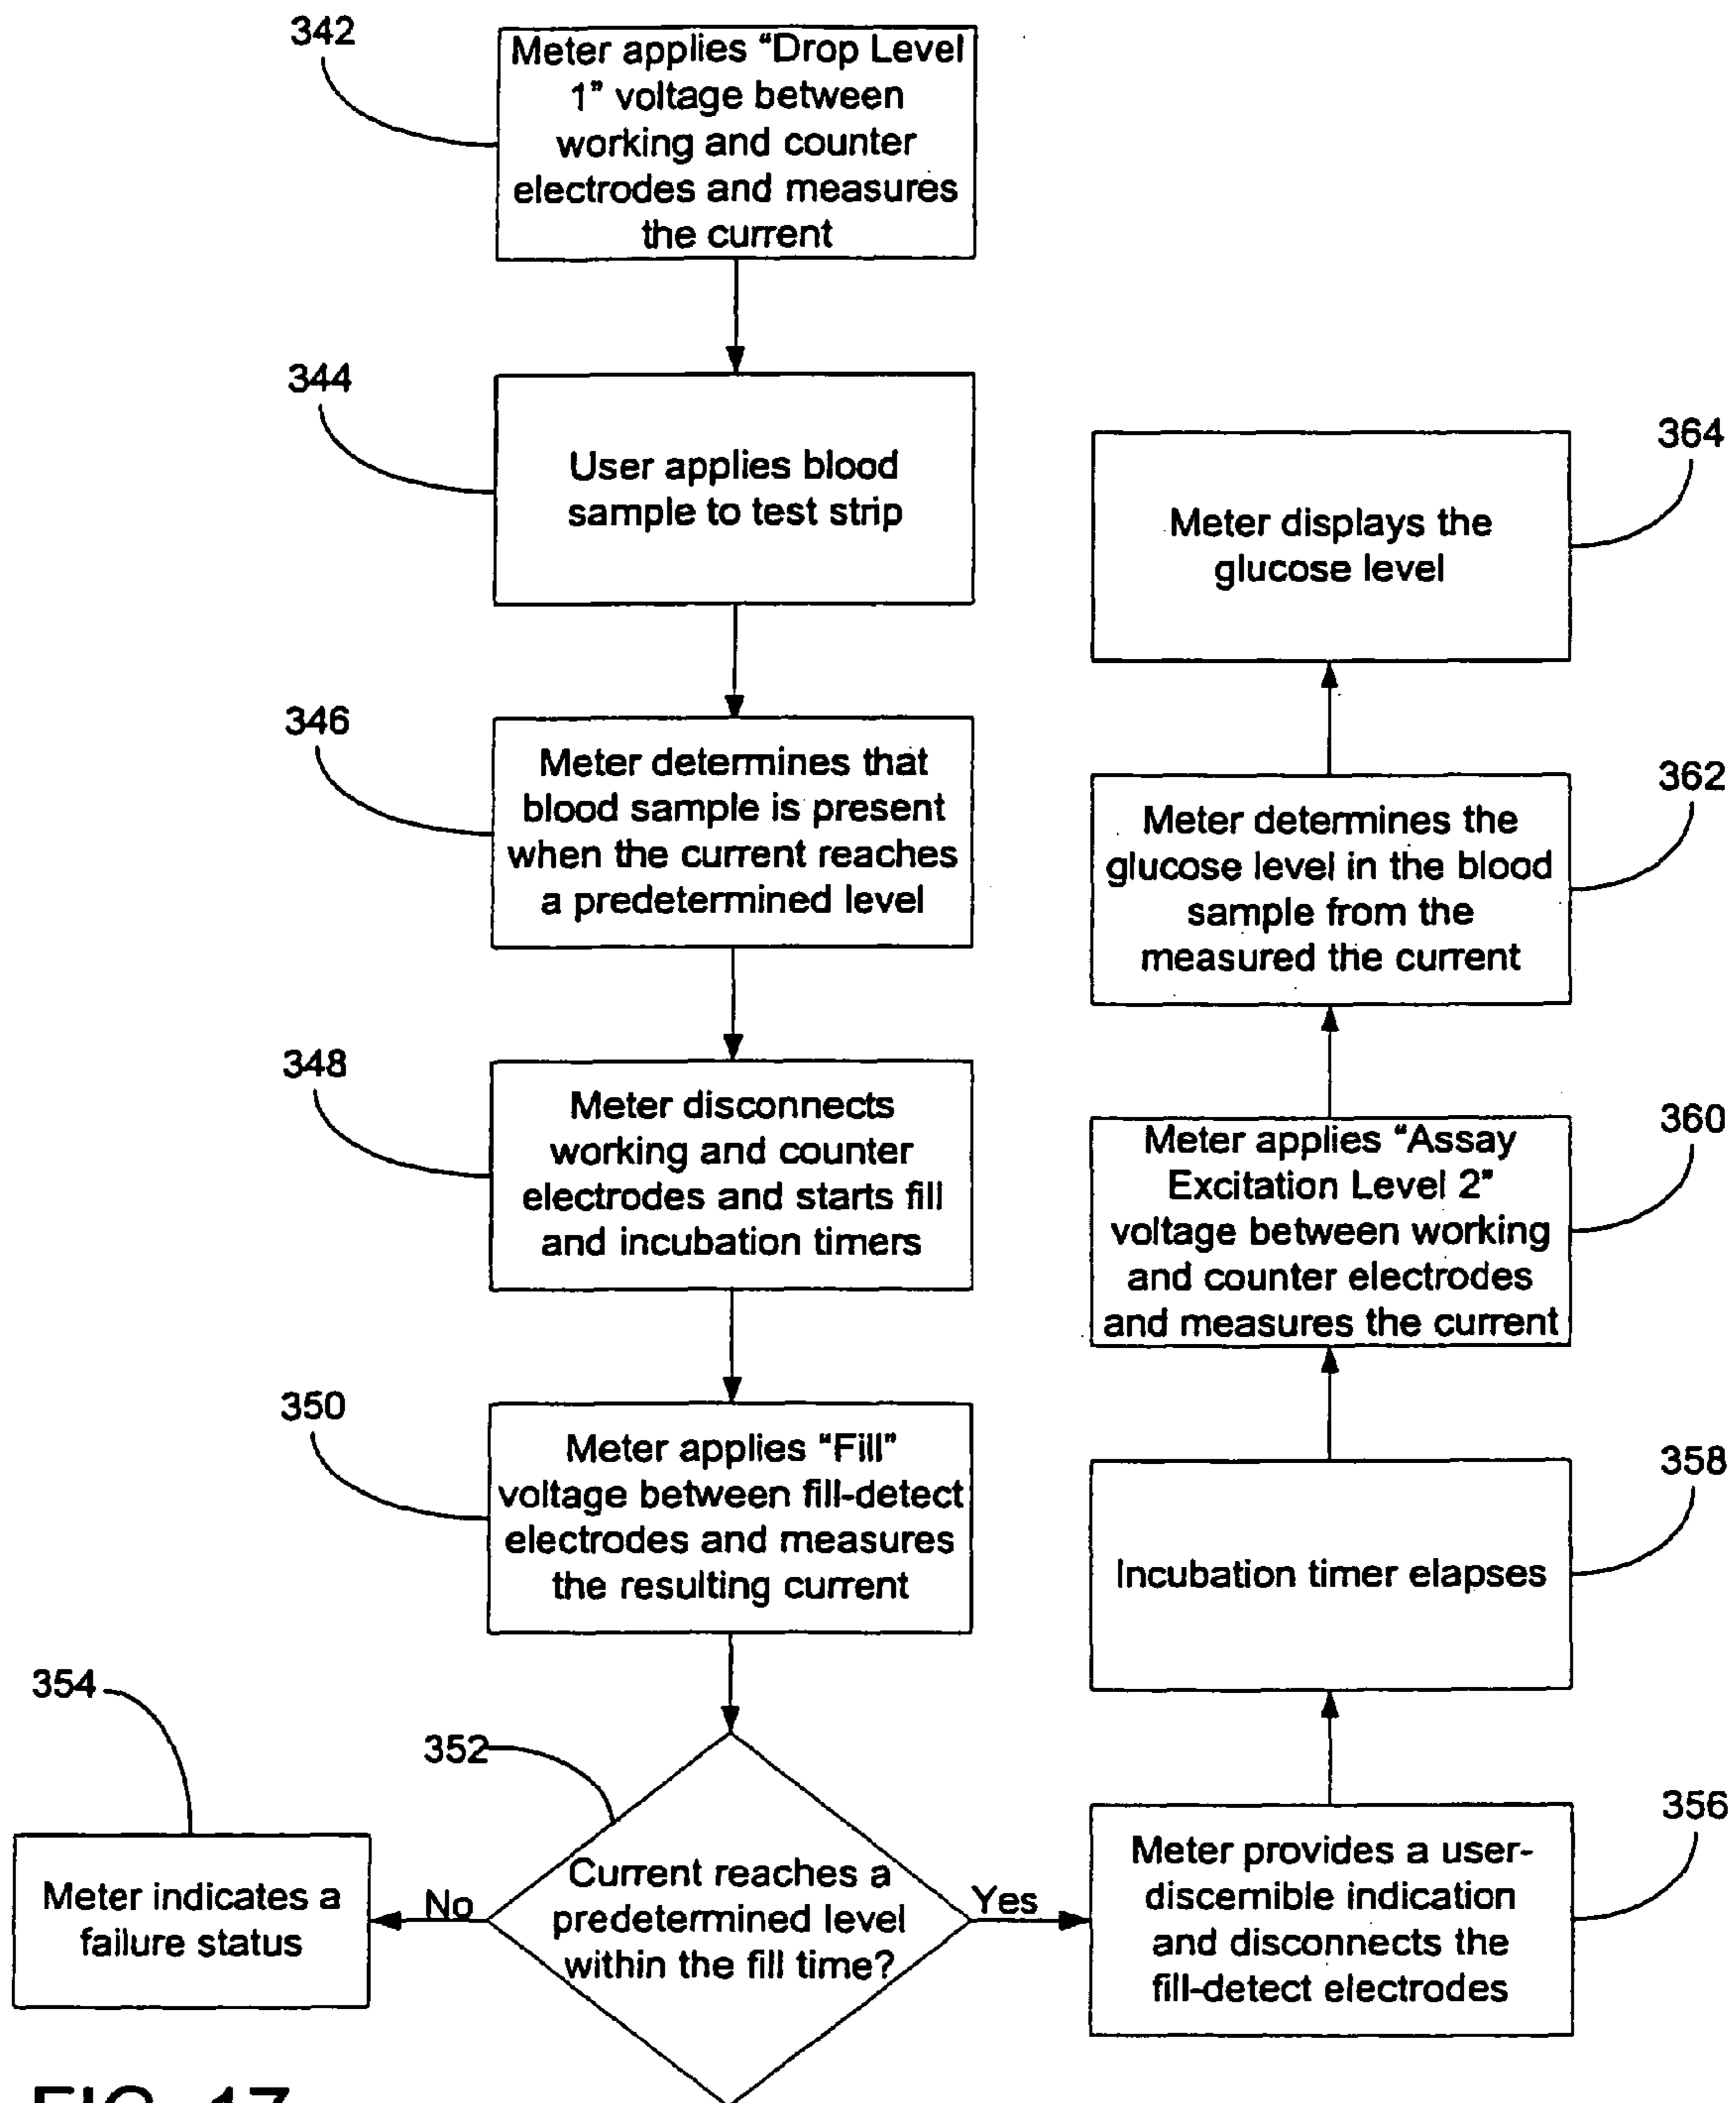 342
Meter applies "Drop Level
1" voltage between
working and counter
electrodes and measures
the current
344
User applies blood
sample to test strip
346
Meter determines that
blood sample is present
when the current reaches
a predetermined level
348
Meter disconnects
working and counter
electrodes and starts fill
and incubation timers
350
Meter applies "Fill"
voltage between fill-detect
electrodes and measures
the resulting current
352
Current reaches a
predetermined level
within the fill time?
No
354
Meter indicates a
failure status
Yes
356
Meter provides a user-
discernible indication
and disconnects the
fill-detect electrodes
358
Incubation timer elapses
360
Meter applies "Assay
Excitation Level 2"
voltage between working
and counter electrodes
and measures the current
362
Meter determines the
glucose level in the blood
sample from the
measured the current
364
Meter displays the
glucose level
FIG. 17